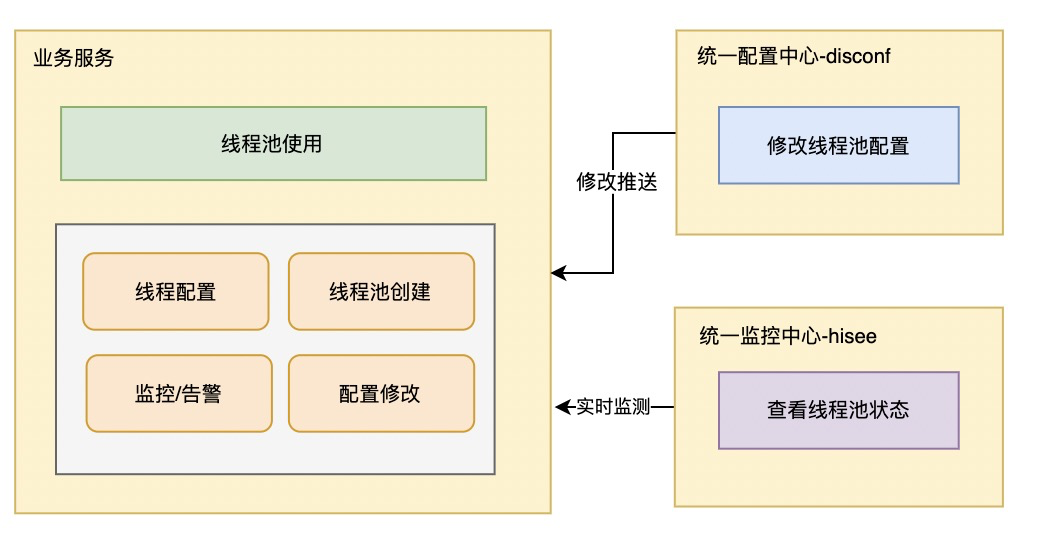 业务服务
线程池使用
线程配置
线程池创建
监控/告警
配置修改
修改推送
实时监测
统一配置中心-disconf
修改线程池配置
统一监控中心-hisee
查看线程池状态